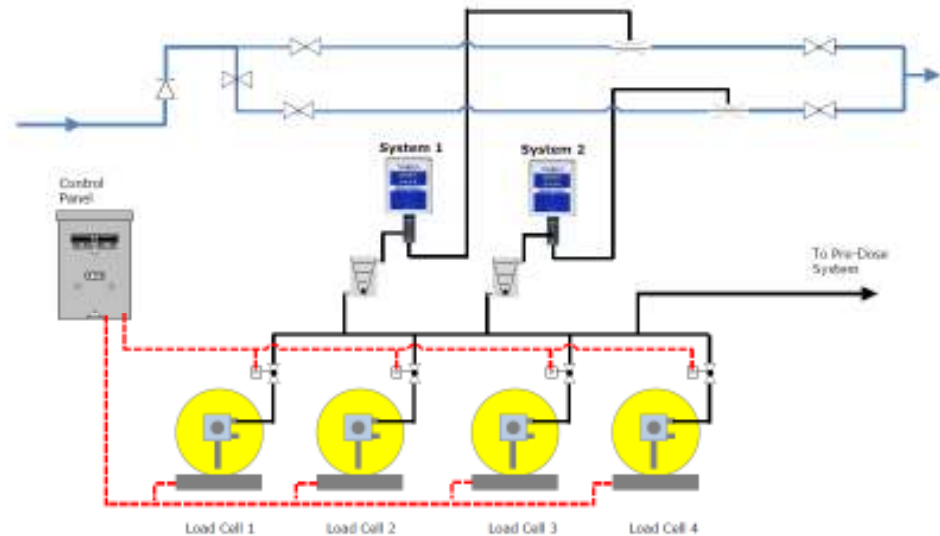 System 1
System 2
Control
Panel
To Pre-Dose
System
Load Cell 1
Load Cell 2
Load Cell 3
Load Cell 4